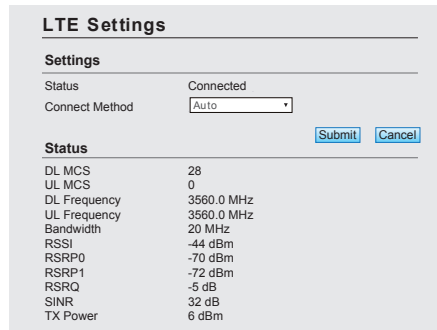 LTE Settings
Settings
Status Connected
Connect Method Auto
Submit Cancel
Status
DL MCS 28
UL MCS 0
DL Frequency 3560.0 MHz
UL Frequency 3560.0 MHz
Bandwidth 20 MHz
RSSI -44 dBm
RSRP0 -70 dBm
RSRP1 -72 dBm
RSRQ -5 dB
SINR 32 dB
TX Power 6 dBm